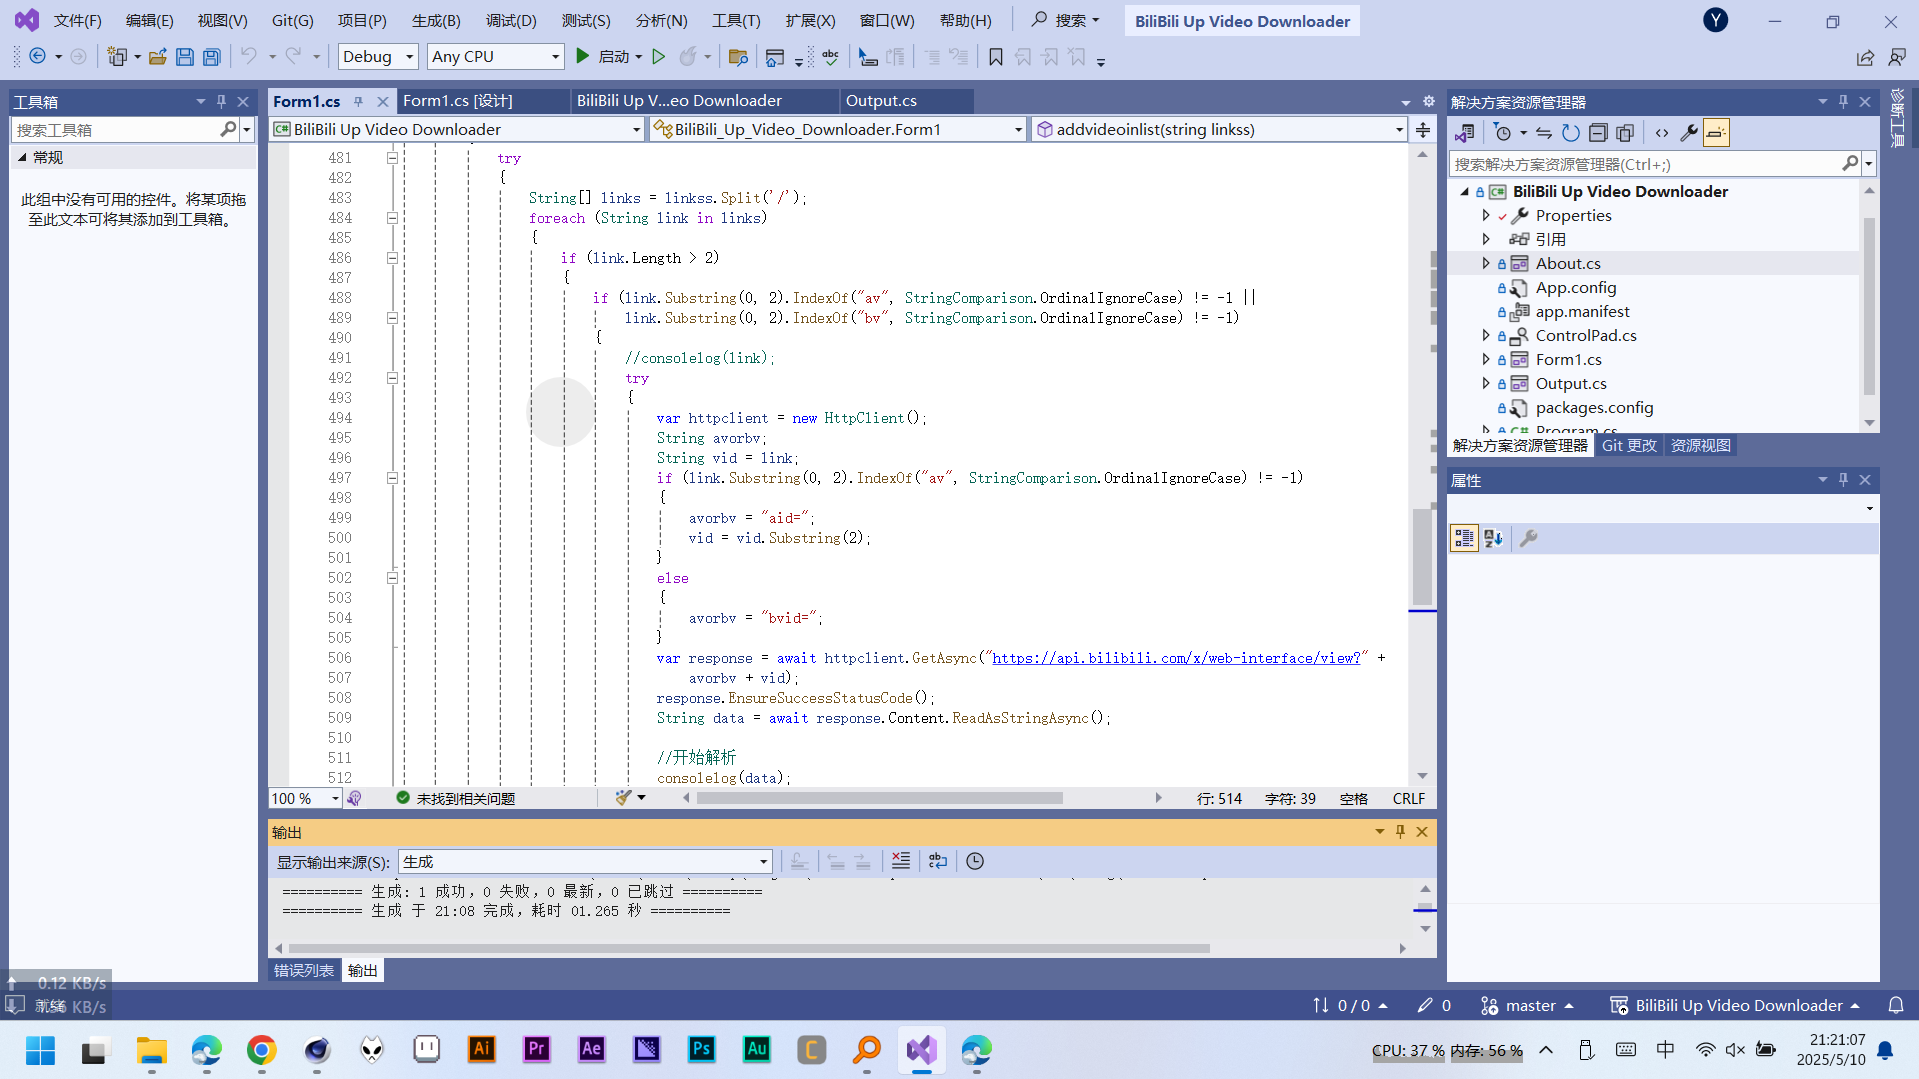 文件(F) 编辑(E) 视图(V) Git(G) 项目(P) 生成(B) 调试(D) 测试(S) 分析(N) 工具(T) 扩展(X) 窗口(W) 帮助(H) 搜索 BiliBili Up Video Downloader Y
Debug Any CPU 启动
工具箱
搜索工具箱
常规
此组中没有可用的控件。将某项拖
至此文本可将其添加到工具箱。
Form1.cs Form1.cs [设计] BiliBili Up V...eo Downloader Output.cs
BiliBili Up Video Downloader BiliBili_Up_Video_Downloader.Form1 addvideoinlist(string linkss)
481 try
482 {
483 String[] links = linkss.Split('/');
484 foreach (String link in links)
485 {
486 if (link.Length > 2)
487 {
488 if (link.Substring(0, 2).IndexOf("av", StringComparison.OrdinalIgnoreCase) != -1 ||
489 link.Substring(0, 2).IndexOf("bv", StringComparison.OrdinalIgnoreCase) != -1)
490 {
491 //consolelog(link);
492 try
493 {
494 var httpclient = new HttpClient();
495 String avorbv;
496 String vid = link;
497 if (link.Substring(0, 2).IndexOf("av", StringComparison.OrdinalIgnoreCase) != -1)
498 {
499 avorbv = "aid=";
500 vid = vid.Substring(2);
501 }
502 else
503 {
504 avorbv = "bvid=";
505 }
506 var response = await httpclient.GetAsync("https://api.bilibili.com/x/web-interface/view?" +
507 avorbv + vid);
508 response.EnsureSuccessStatusCode();
509 String data = await response.Content.ReadAsStringAsync();
510
511 //开始解析
512 consolelog(data);
100 % 未找到相关问题 行: 514 字符: 39 空格 CRLF
输出
显示输出来源(S): 生成
========== 生成: 1 成功，0 失败，0 最新，0 已跳过 ==========
========== 生成 于 21:08 完成，耗时 01.265 秒 ==========
错误列表 输出
解决方案资源管理器
搜索解决方案资源管理器(Ctrl+;)
BiliBili Up Video Downloader
Properties
引用
About.cs
App.config
app.manifest
ControlPad.cs
Form1.cs
Output.cs
packages.config
Program.cs
解决方案资源管理器 Git 更改 资源视图
属性
诊断工具
0.12 KB/s
就绪
0 / 0 0 master BiliBili Up Video Downloader
Ai Pr Ae Ps Au C
CPU: 37 % 内存: 56 % 中 21:21:07
2025/5/10